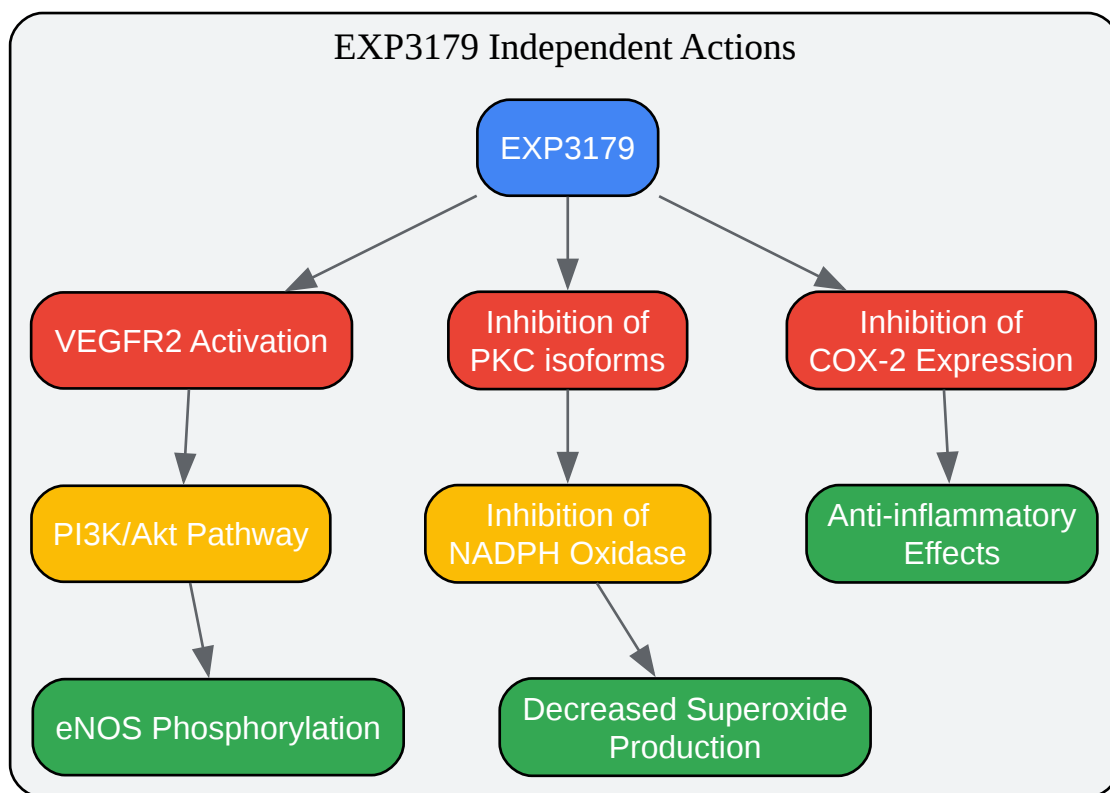 EXP3179 Independent Actions
EXP3179
VEGFR2 Activation
Inhibition of
PKC isoforms
Inhibition of
COX-2 Expression
PI3K/Akt Pathway
Inhibition of
NADPH Oxidase
Anti-inflammatory
Effects
eNOS Phosphorylation
Decreased Superoxide
Production